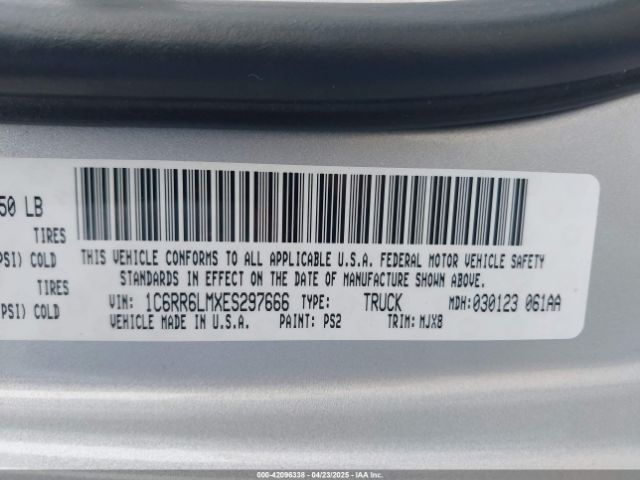 50 LB
TIRES
PSI) COLD
PSI) COLD
THIS VEHICLE CONFORMS TO ALL APPLICABLE U.S.A. FEDERAL MOTOR VEHICLE SAFETY
STANDARDS IN EFFECT ON THE DATE OF MANUFACTURE SHOWN ABOVE.
VIN: 1C6RR6LMXES297666 TYPE: TRUCK MDH:030123 061AA
VEHICLE MADE IN U.S.A. PAINT: PS2 TRIM: MJX8
000-42096338 - 04/23/2025 - IAA Inc.